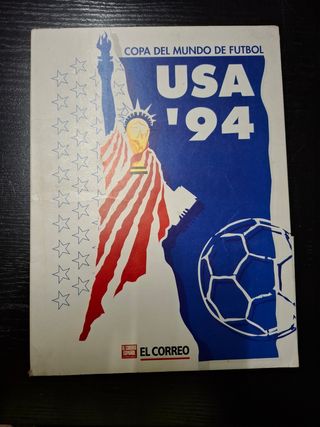 COPA DEL MUNDO DE FUTBOL
USA
'94
EL CORREO